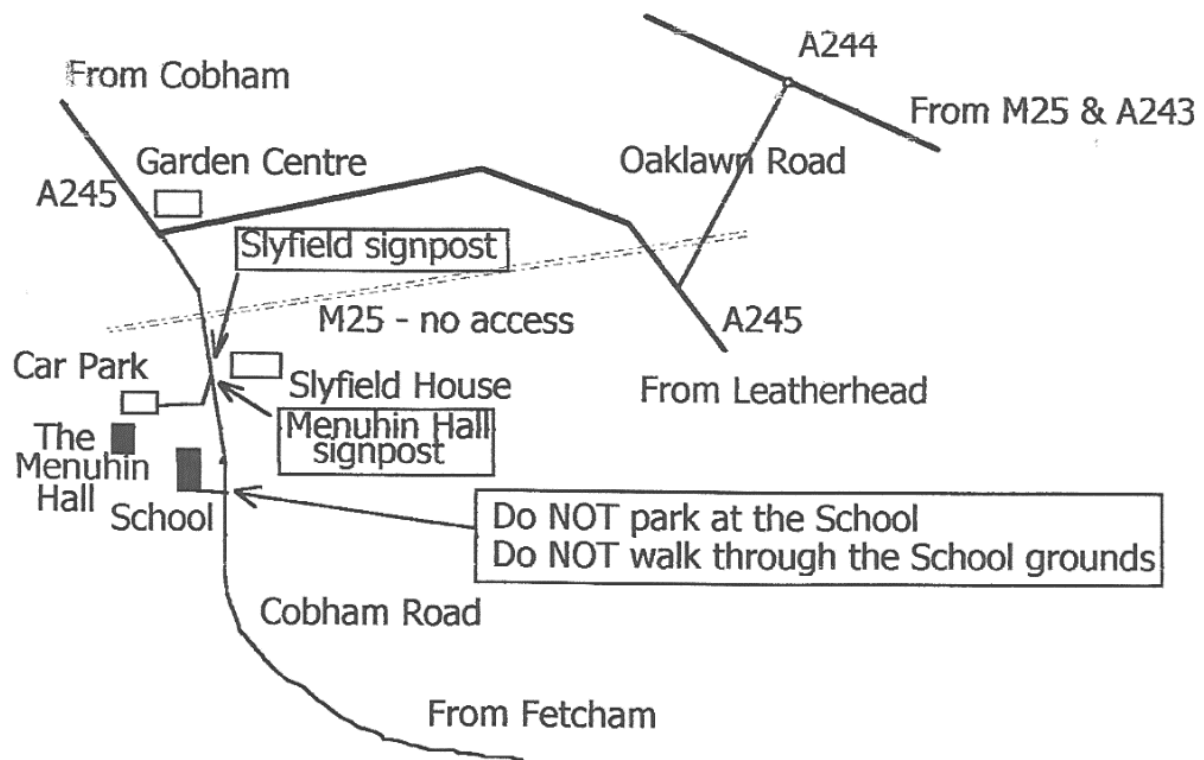 A244
From Cobham
From M25 & A243
Garden Centre
Oaklawn Road
A245
Slyfield signpost
M25 - no access
A245
Car Park
Slyfield House
From Leatherhead
Menuhin Hall
signpost
The
Menuhin
Hall
School
Do NOT park at the School
Do NOT walk through the School grounds
Cobham Road
From Fetcham